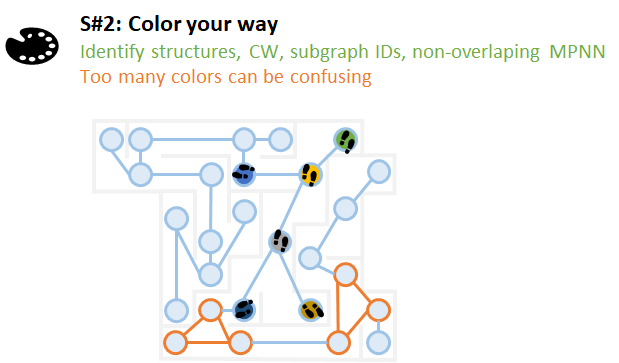 S#2: Color your way
Identify structures, CW, subgraph IDs, non-overlaping MPNN
Too many colors can be confusing